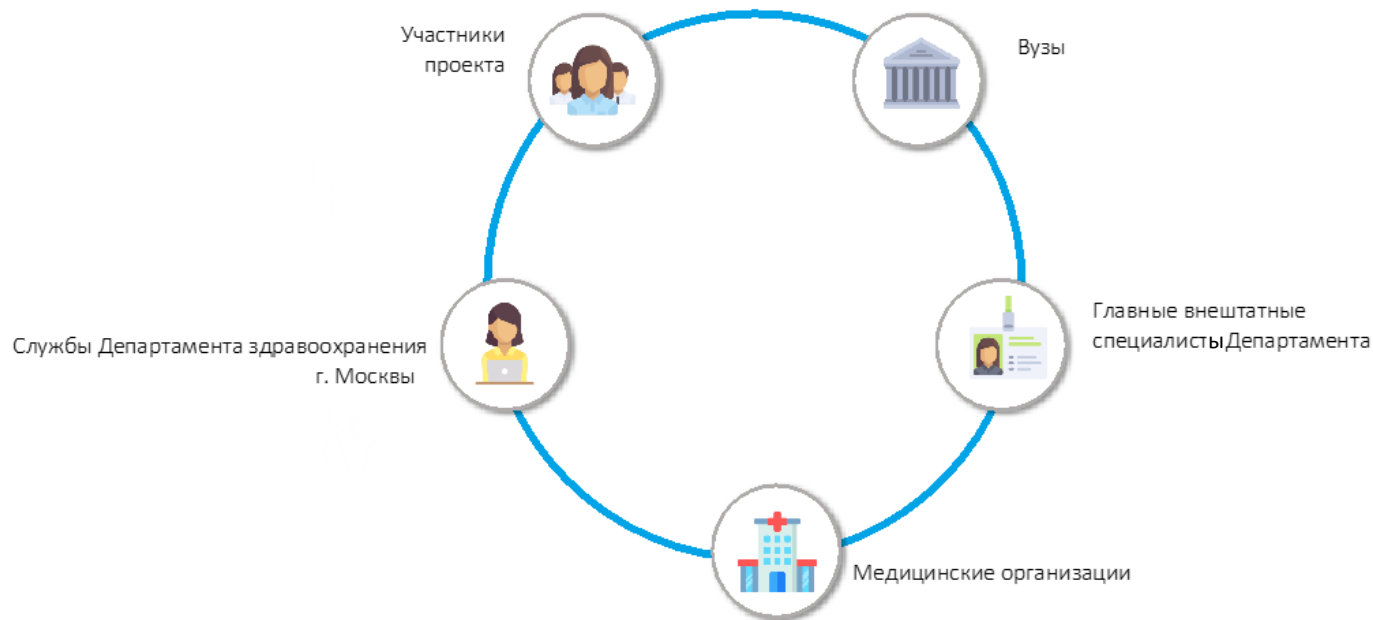 Участники
проекта
Вузы
Главные внештатные
специалистыДепартамента
Службы Департамента здравоохранения
г. Москвы
Медицинские организации